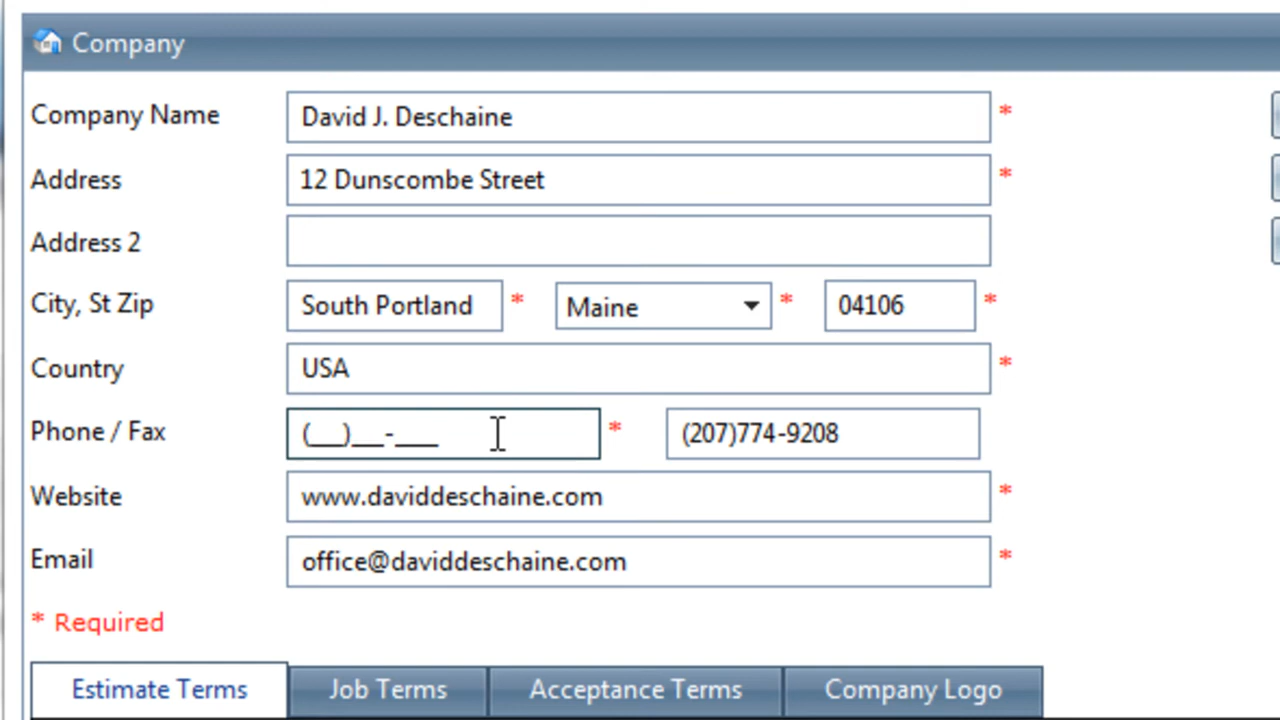 Company
Company Name David J. Deschaine *
Address 12 Dunscombe Street *
Address 2
City, St Zip South Portland * Maine * 04106 *
Country USA *
Phone / Fax (___)___-____ * (207)774-9208
Website www.daviddeschaine.com *
Email office@daviddeschaine.com *
* Required
Estimate Terms Job Terms Acceptance Terms Company Logo